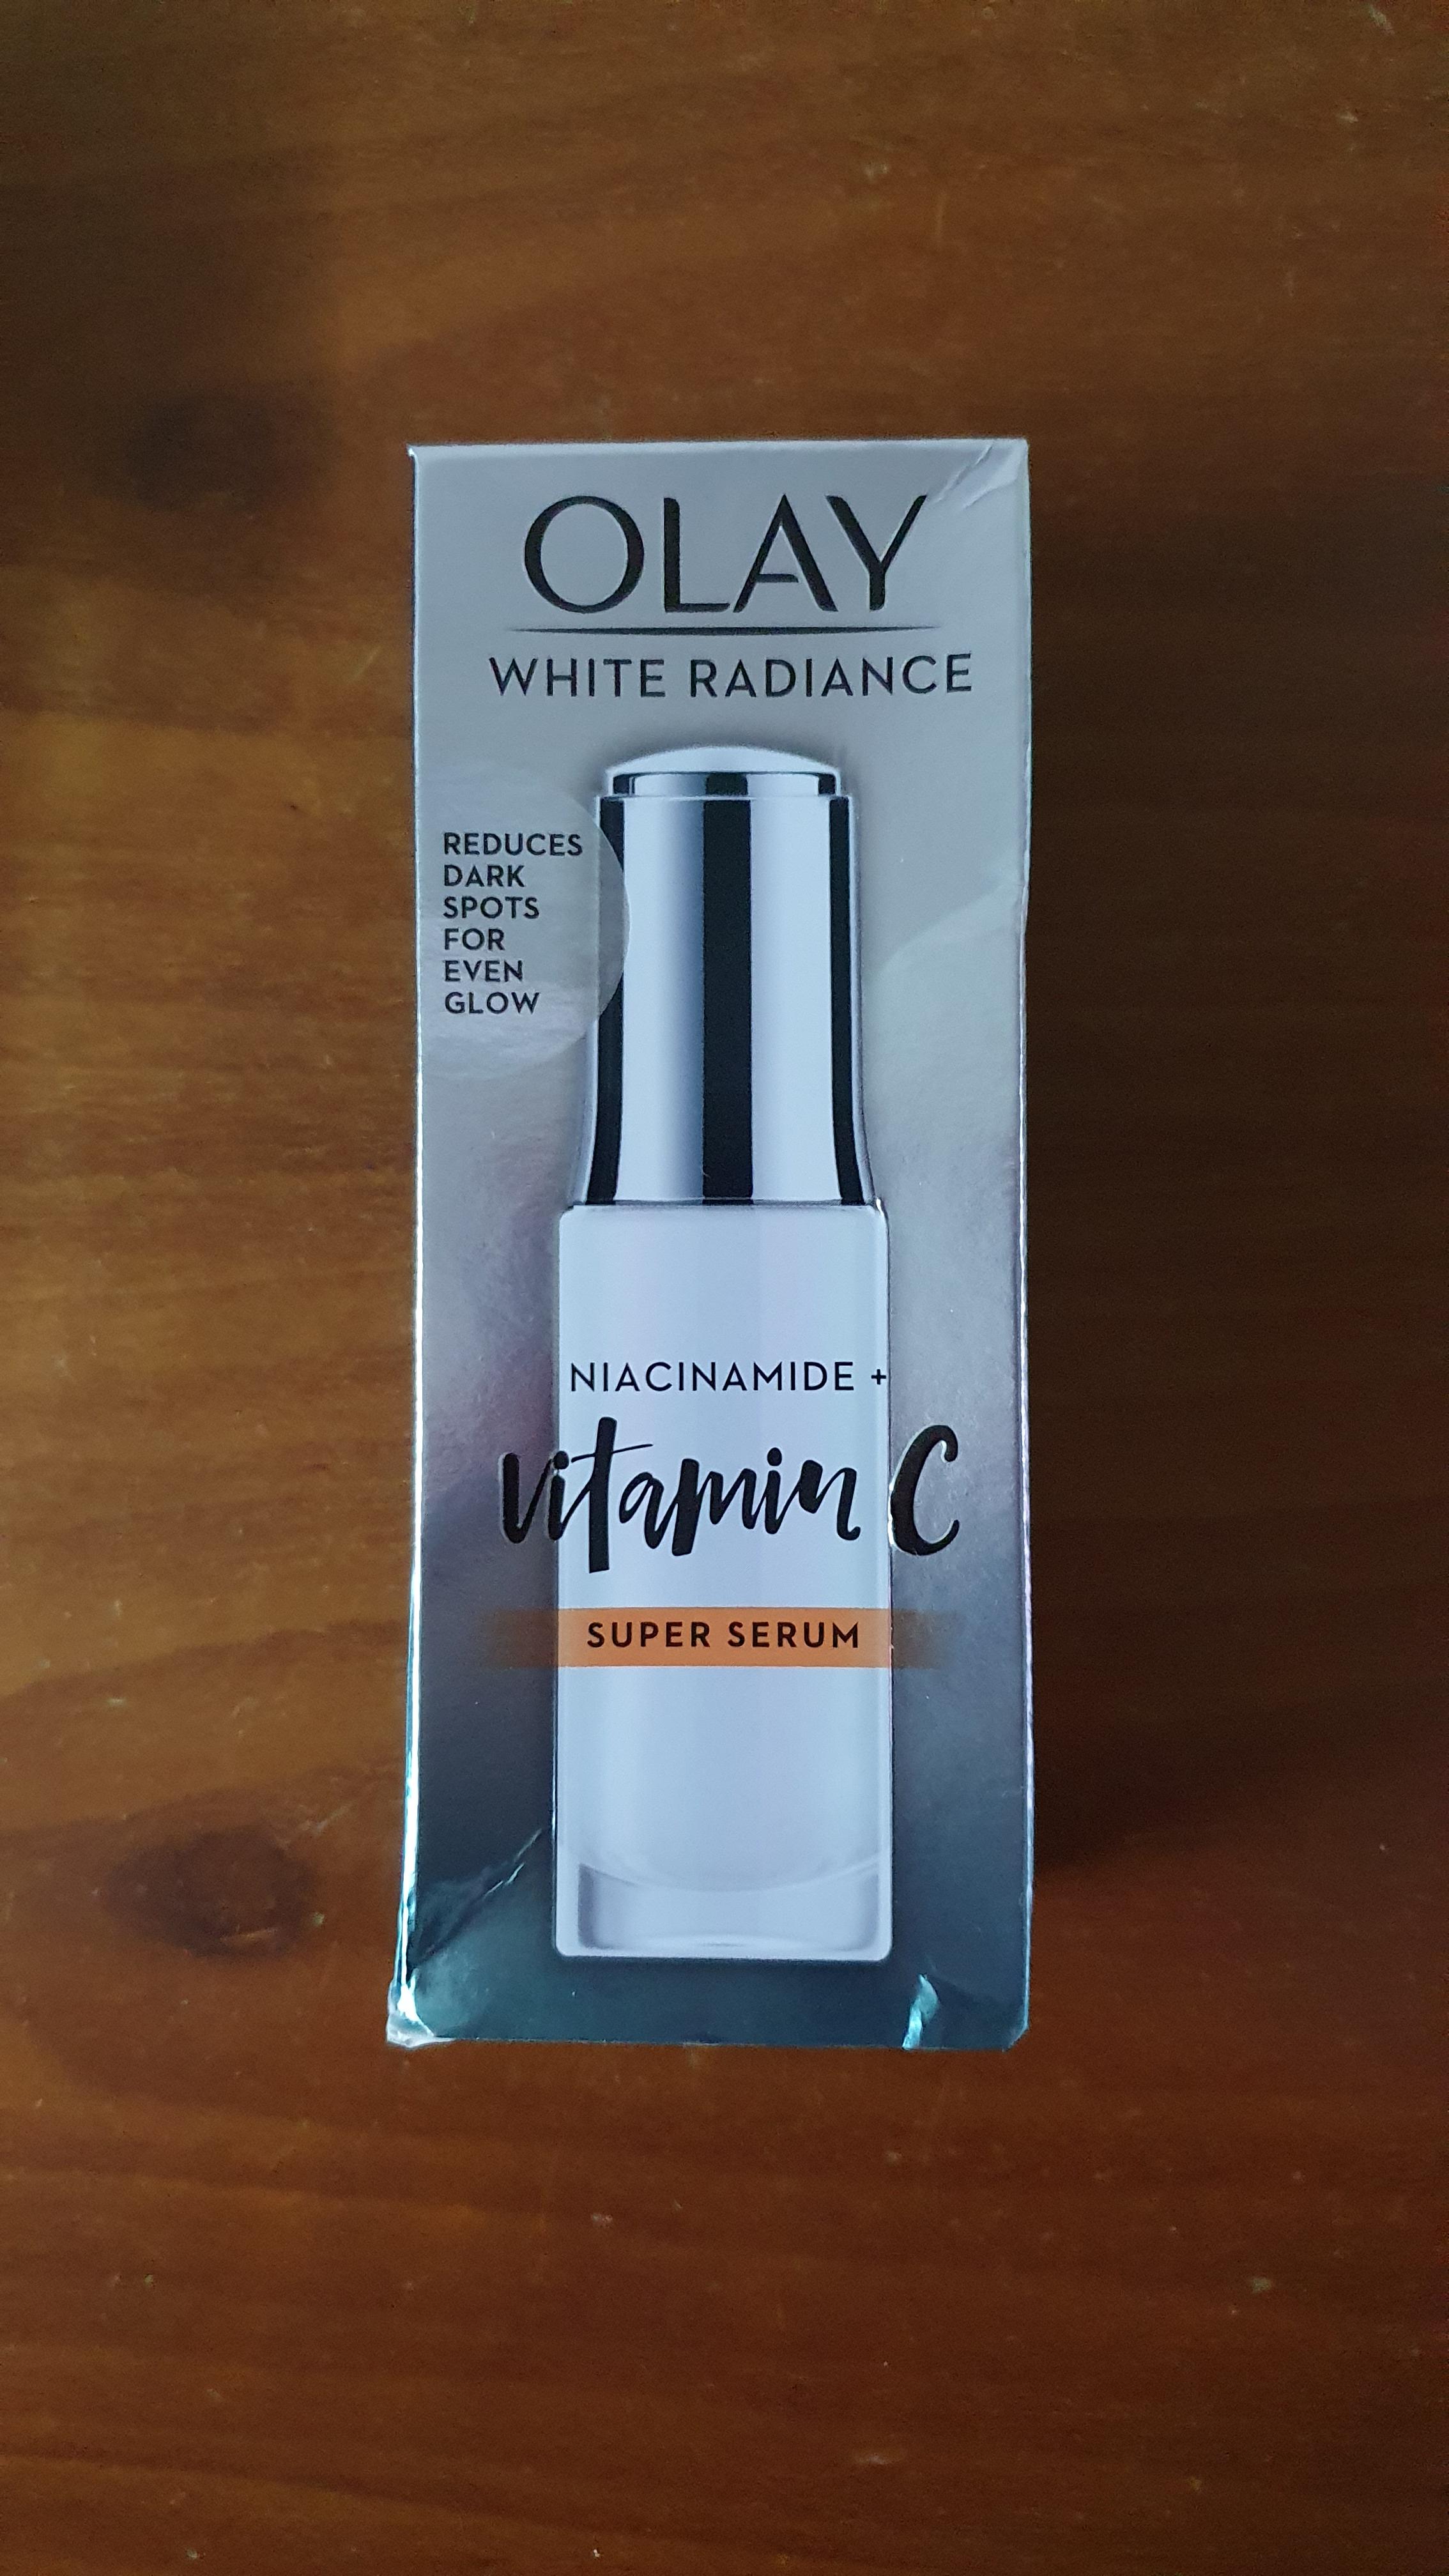 OLAY
WHITE RADIANCE
REDUCES
DARK
SPOTS
FOR
EVEN
GLOW
NIACINAMIDE +
vitamin C
SUPER SERUM